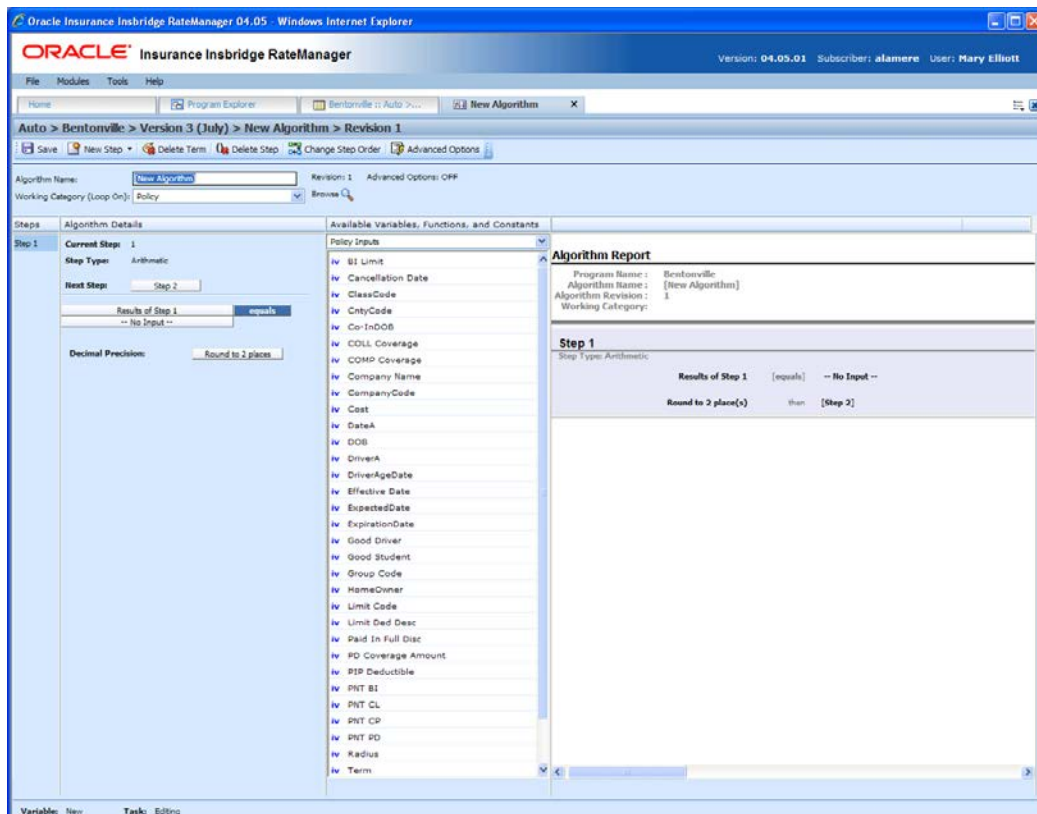 Oracle Insurance Insbridge RateManager 04.05 - Windows Internet Explorer
ORACLE Insurance Insbridge RateManager
Version: 04.05.01 Subscriber: alamere User: Mary Elliott
File Modules Tools Help
Home Program Explorer Bentonville :: Auto >... New Algorithm X
Auto > Bentonville > Version 3 (July) > New Algorithm > Revision 1
Save New Step Delete Term Delete Step Change Step Order Advanced Options
Algorithm Name: [New Algorithm] Revision: 1 Advanced Options: OFF
Working Category (Loop On): Policy Browse
Steps Algorithm Details Available Variables, Functions, and Constants
Step 1
Current Step: 1
Step Type: Arithmetic
Next Step: Step 2
Results of Step 1 equals
-- No Input --
Decimal Precision: Round to 2 places
Policy Inputs
iv BI Limit
iv Cancellation Date
iv ClassCode
iv CntyCode
iv Co-InDOB
iv COLL Coverage
iv COMP Coverage
iv Company Name
iv CompanyCode
iv Cost
iv DateA
iv DOB
iv DriverA
iv DriverAgeDate
iv Effective Date
iv ExpectedDate
iv ExpirationDate
iv Good Driver
iv Good Student
iv Group Code
iv HomeOwner
iv Limit Code
iv Limit Ded Desc
iv Paid In Full Disc
iv PD Coverage Amount
iv PIP Deductible
iv PNT BI
iv PNT CL
iv PNT CP
iv PNT PD
iv Radius
iv Term
Algorithm Report
Program Name : Bentonville
Algorithm Name : [New Algorithm]
Algorithm Revision : 1
Working Category:
Step 1
Step Type: Arithmetic
Results of Step 1 [equals] -- No Input --
Round to 2 place(s) then [Step 2]
Variable: New Task: Editing